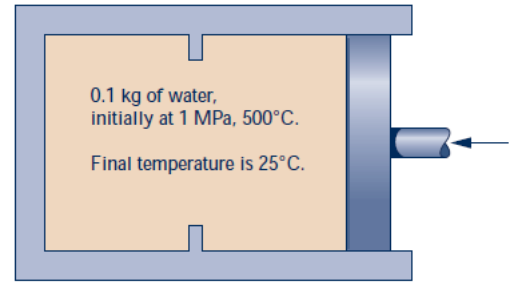 0.1 kg of water,
initially at 1 MPa, 500°C.
Final temperature is 25°C.